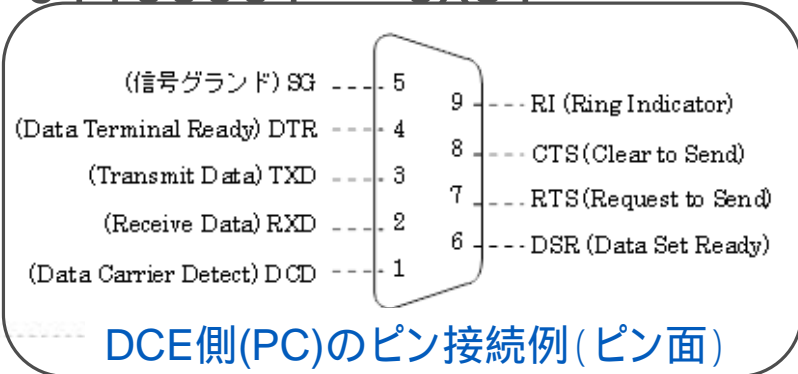 (信号グランド) SG 5
9 RI (Ring Indicator)
(Data Terminal Ready) DTR 4
8 CTS (Clear to Send)
(Transmit Data) TXD 3
7 RTS (Request to Send)
(Receive Data) RXD 2
6 DSR (Data Set Ready)
(Data Carrier Detect) DCD 1
DCE側(PC)のピン接続例(ピン面)